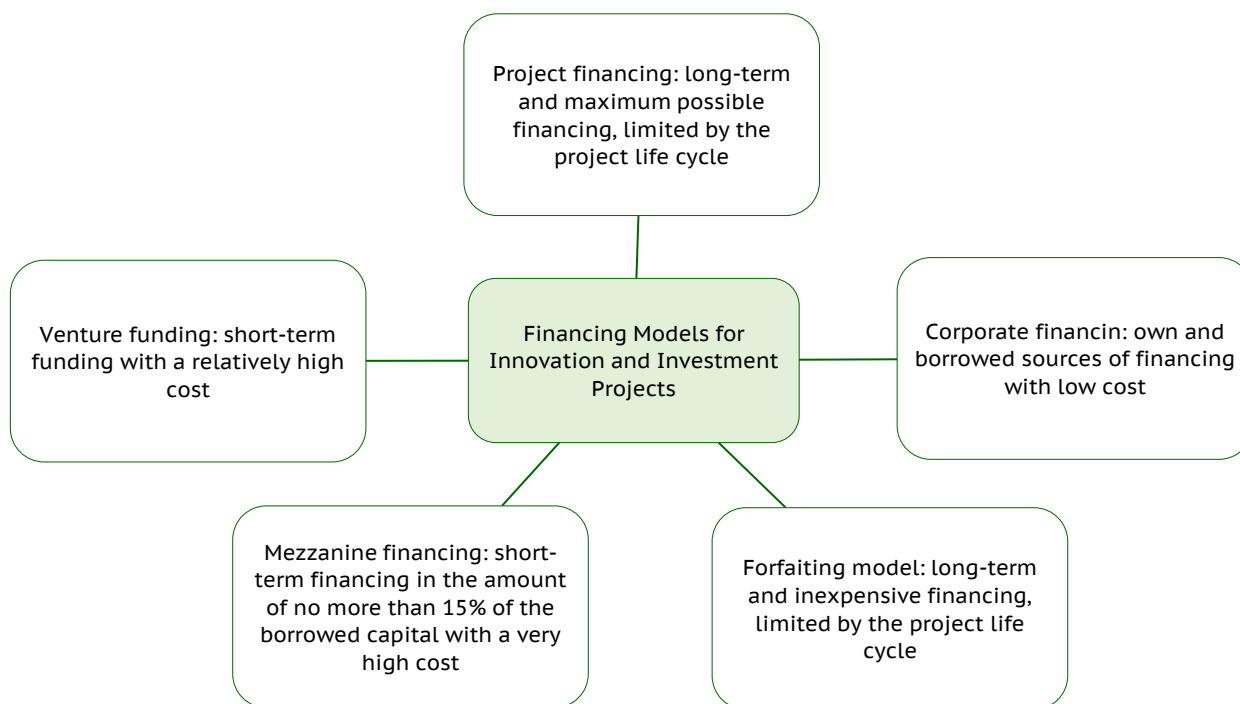 Project financing: long-term
and maximum possible
financing, limited by the
project life cycle
Venture funding: short-term
funding with a relatively high
cost
Financing Models for
Innovation and Investment
Projects
Corporate financin: own and
borrowed sources of financing
with low cost
Mezzanine financing: short-
term financing in the amount
of no more than 15% of the
borrowed capital with a very
high cost
Forfaiting model: long-term
and inexpensive financing,
limited by the project life
cycle